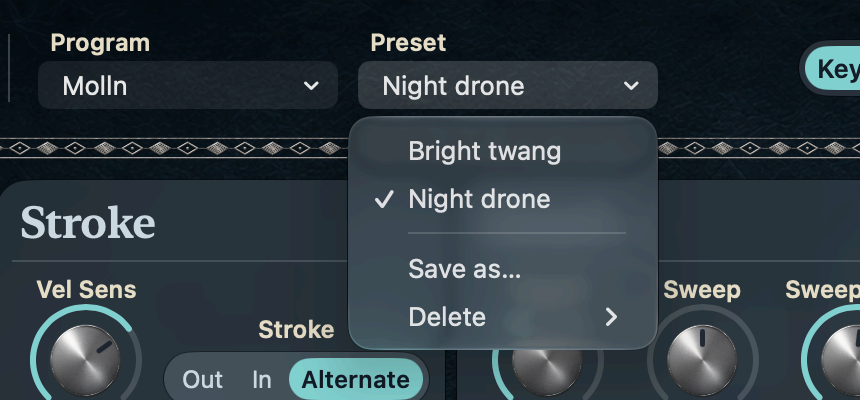 Program
Preset
Molln
Night drone
Key
Bright twang
Night drone
Save as...
Delete
Stroke
Vel Sens
Stroke
Out
In
Alternate
Sweep
Sweep